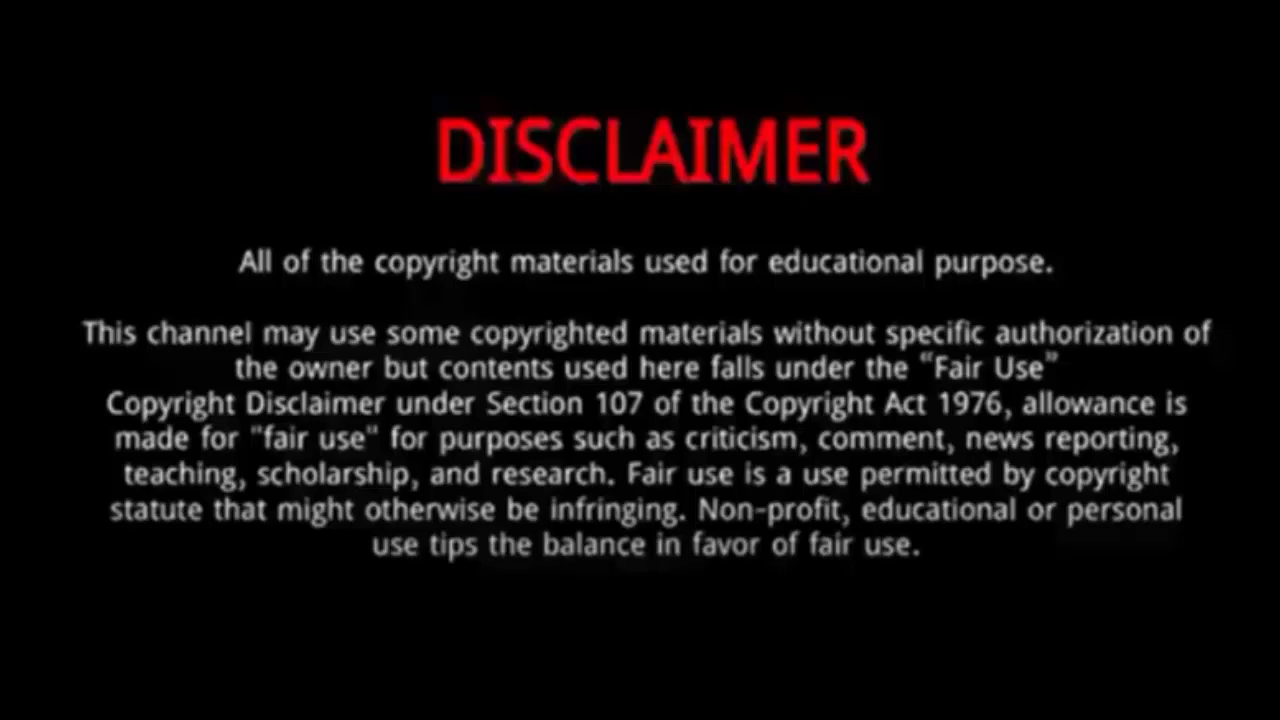 DISCLAIMER
All of the copyright materials used for educational purpose.
This channel may use some copyrighted materials without specific authorization of
the owner but contents used here falls under the “Fair Use”
Copyright Disclaimer under Section 107 of the Copyright Act 1976, allowance is
made for "fair use" for purposes such as criticism, comment, news reporting,
teaching, scholarship, and research. Fair use is a use permitted by copyright
statute that might otherwise be infringing. Non-profit, educational or personal
use tips the balance in favor of fair use.